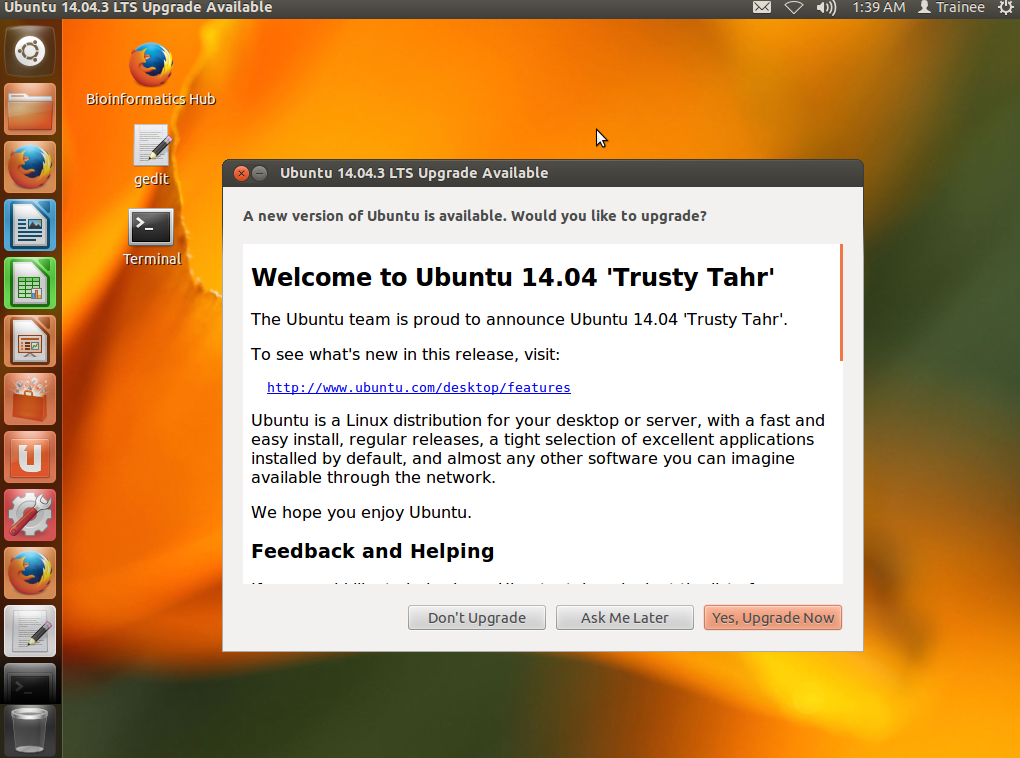 Ubuntu 14.04.3 LTS Upgrade Available
1:39 AM
Trainee
Bioinformatics Hub
gedit
Terminal
Ubuntu 14.04.3 LTS Upgrade Available
A new version of Ubuntu is available. Would you like to upgrade?
Welcome to Ubuntu 14.04 'Trusty Tahr'
The Ubuntu team is proud to announce Ubuntu 14.04 'Trusty Tahr'.
To see what's new in this release, visit:
http://www.ubuntu.com/desktop/features
Ubuntu is a Linux distribution for your desktop or server, with a fast and
easy install, regular releases, a tight selection of excellent applications
installed by default, and almost any other software you can imagine
available through the network.
We hope you enjoy Ubuntu.
Feedback and Helping
Don't Upgrade
Ask Me Later
Yes, Upgrade Now